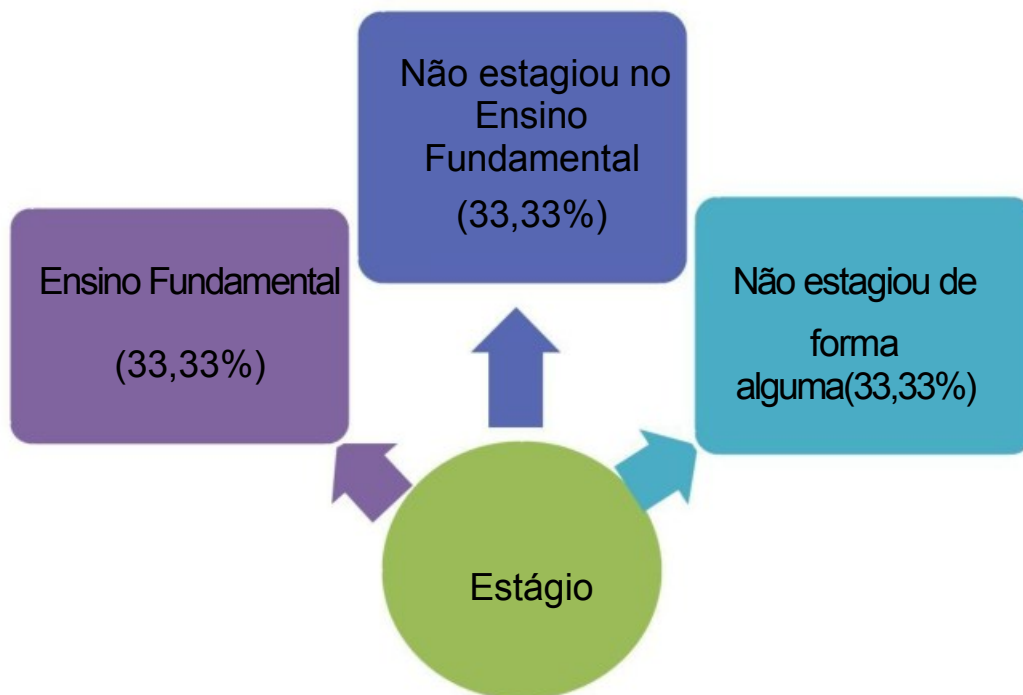 Não estagiou no
Ensino
Fundamental
(33,33%)
Ensino Fundamental
(33,33%)
Não estagiou de
forma
alguma(33,33%)
Estágio